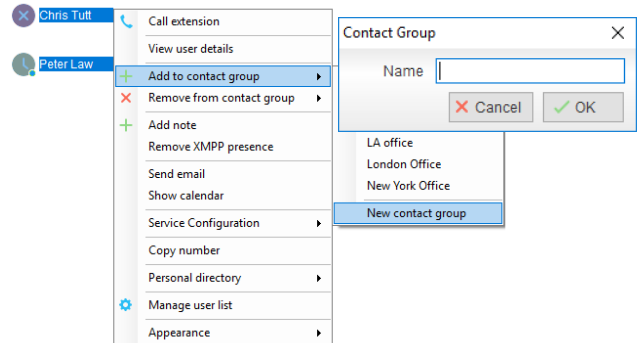 Chris Tutt
Peter Law
Call extension
View user details
Add to contact group
Remove from contact group
Add note
Remove XMPP presence
Send email
Show calendar
Service Configuration
Copy number
Personal directory
Manage user list
Appearance
Contact Group
Name
Cancel
OK
LA office
London Office
New York Office
New contact group